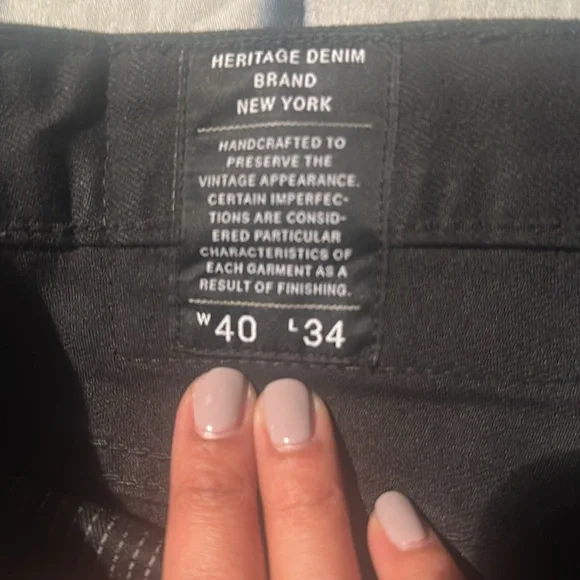 HERITAGE DENIM
BRAND
NEW YORK
HANDCRAFTED TO
PRESERVE THE
VINTAGE APPEARANCE.
CERTAIN IMPERFEC-
TIONS ARE CONSID-
ERED PARTICULAR
CHARACTERISTICS OF
EACH GARMENT AS A
RESULT OF FINISHING.
W40 L34